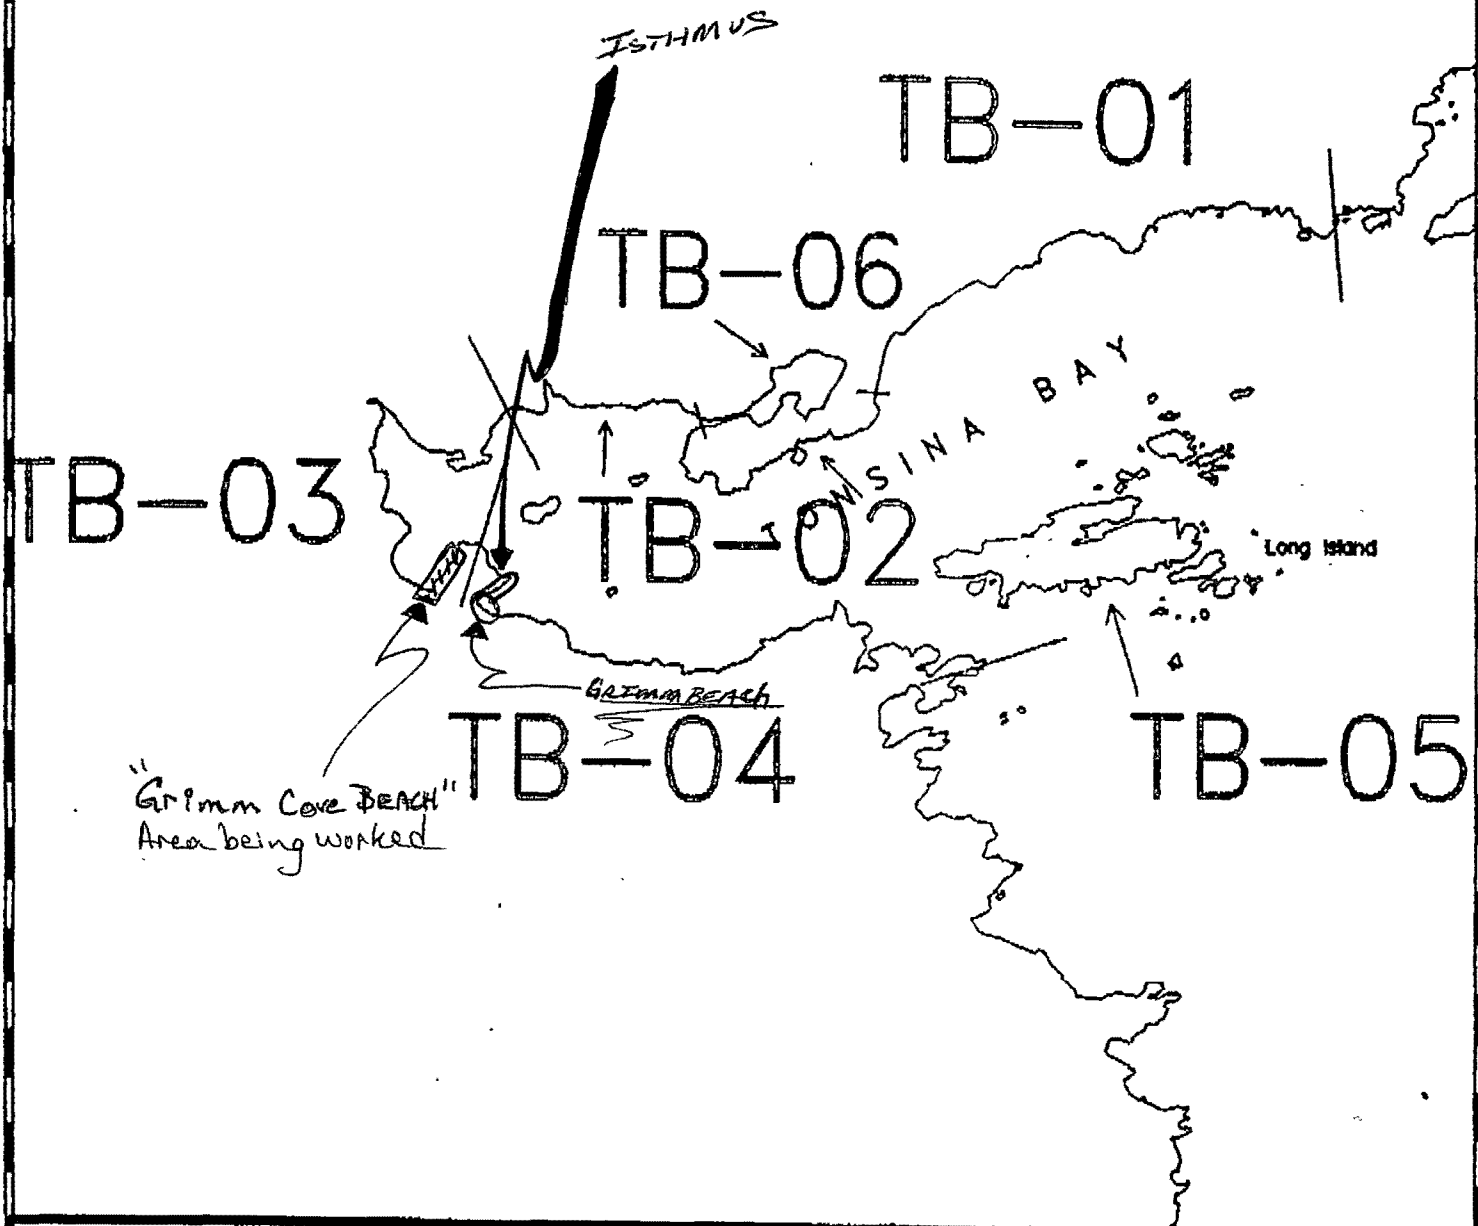 ISTHMUS
TB-01
TB-06
TONSINA BAY
TB-03
TB-02
Long Island
GRIMM BEACH
TB-04
TB-05
"Grimm Cove BEACH"
Area being worked